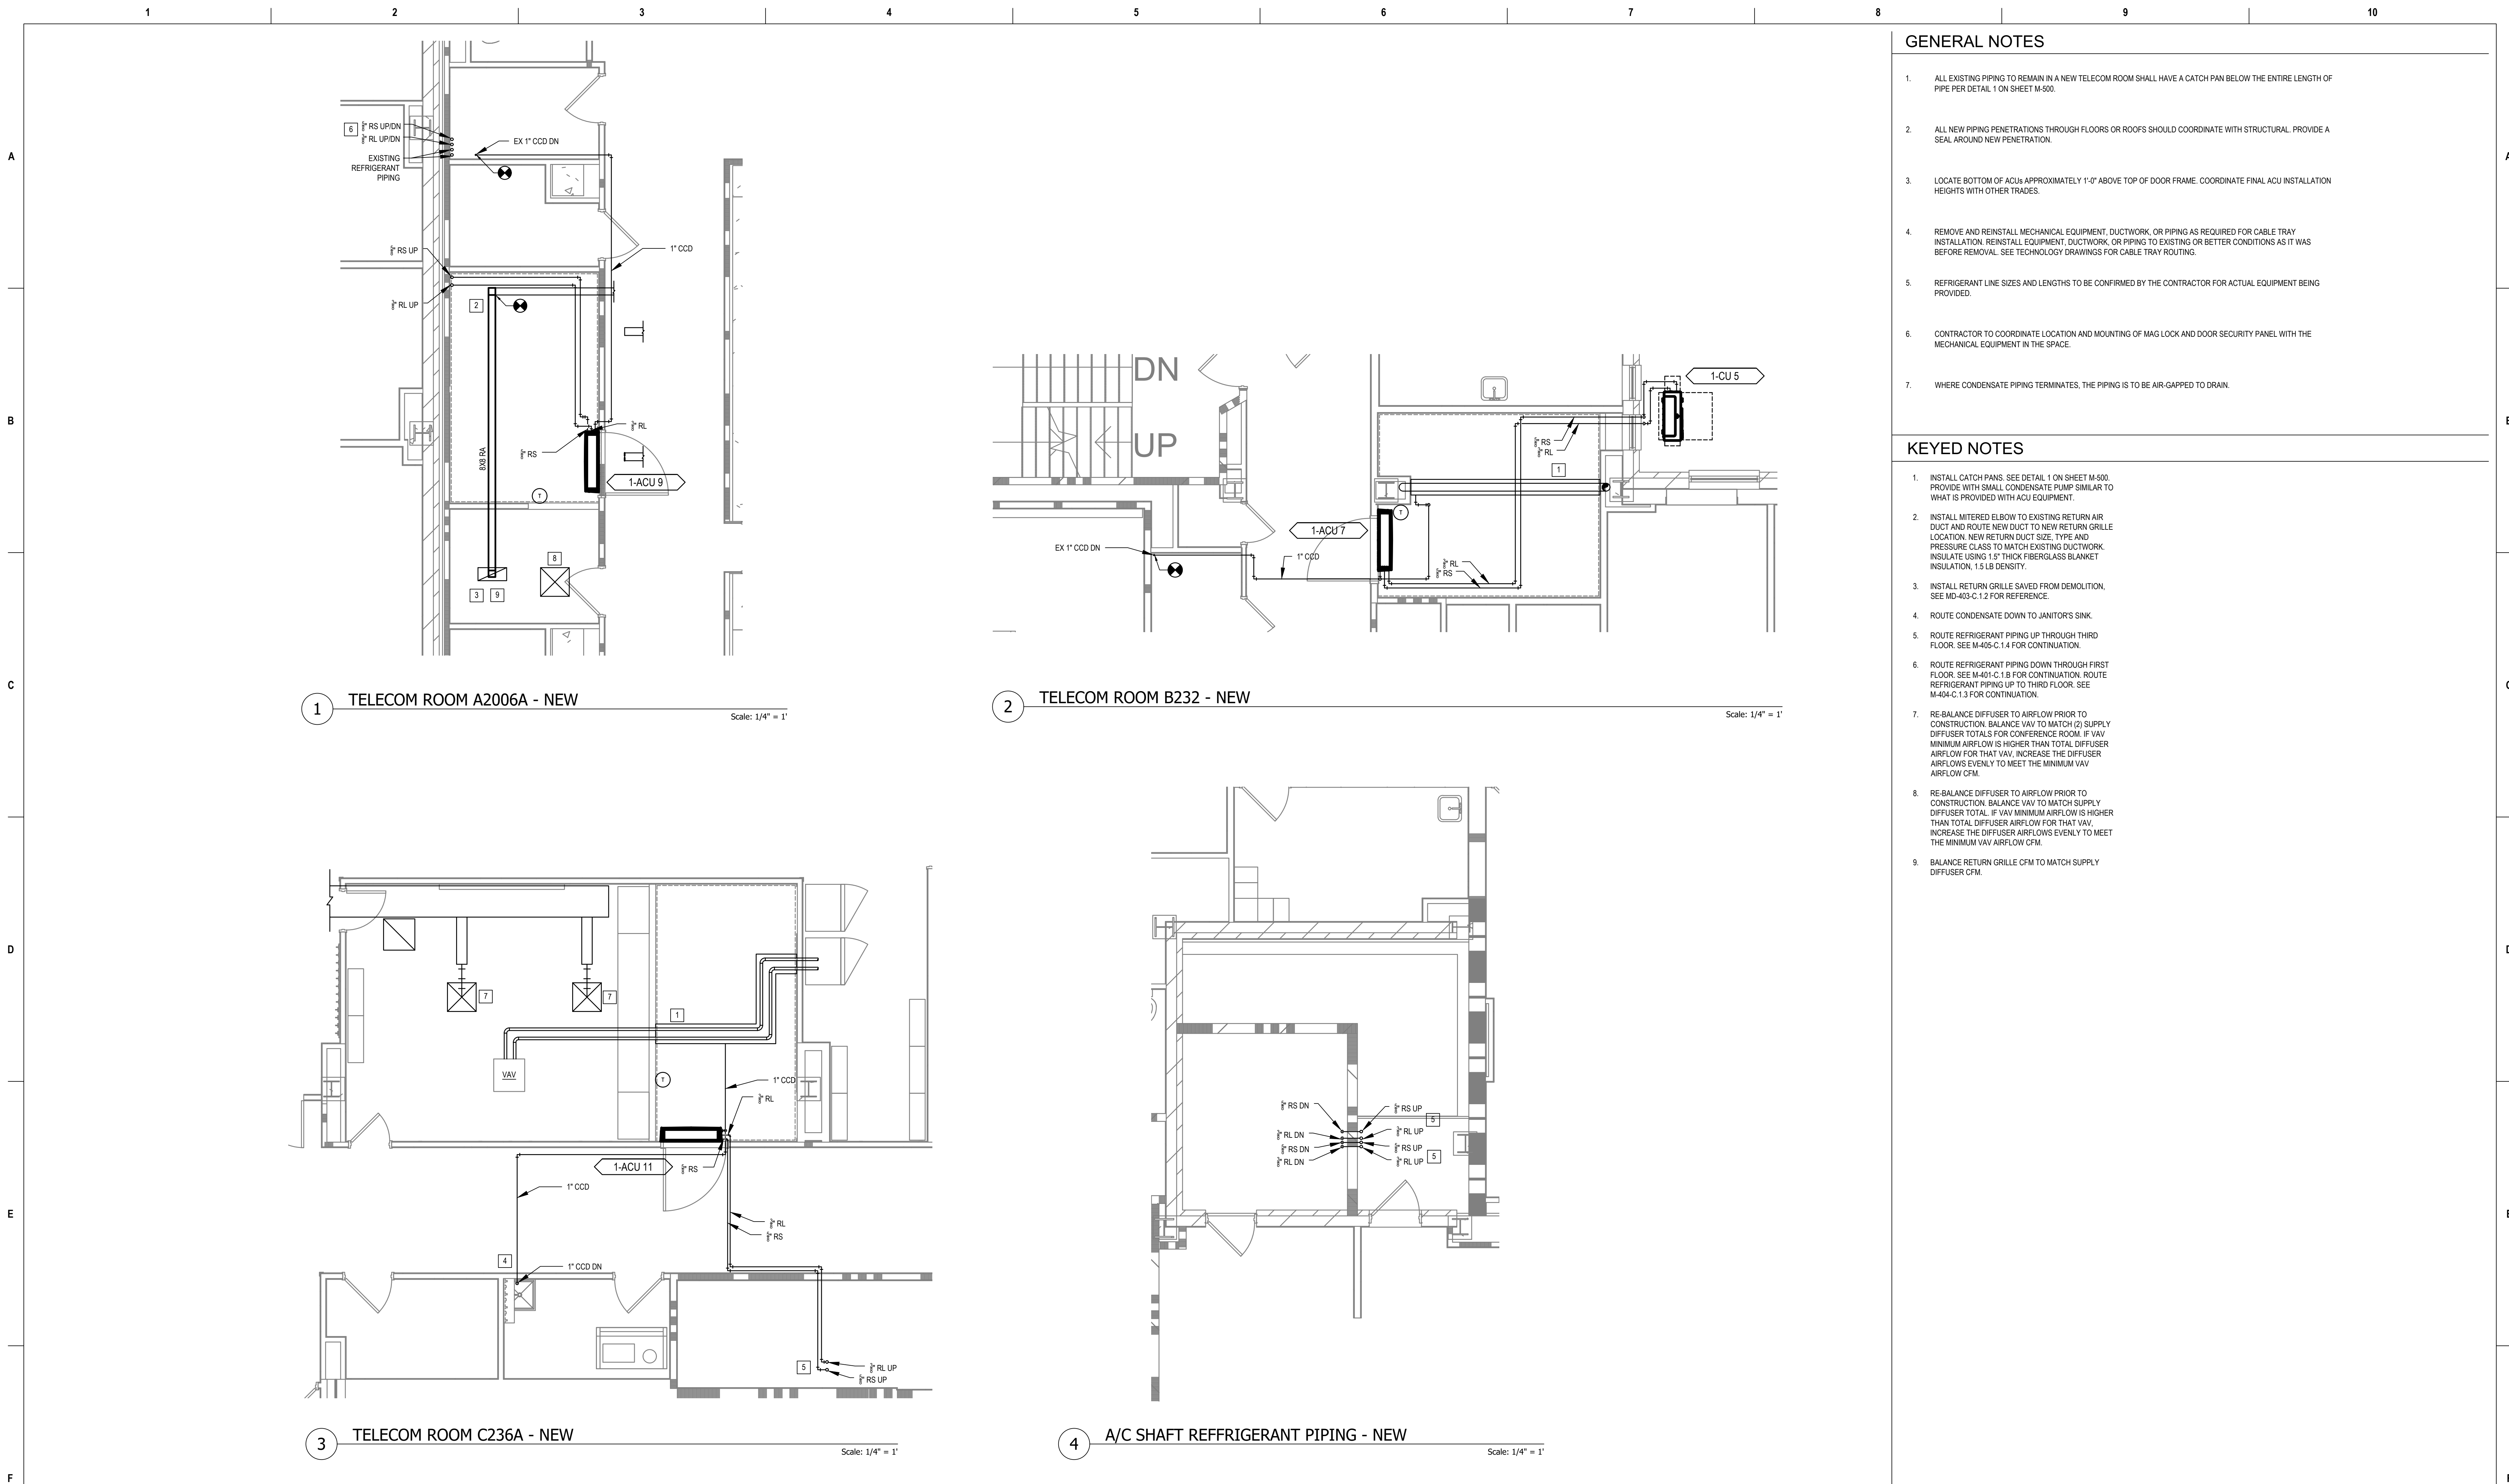 1 2 3 4 5 6 7 8 9 10
A
B
C
D
E
F
6
RS UP/DN
RL UP/DN
EXISTING
REFRIGERANT
PIPING
EX 1" CCD DN
RS UP
1" CCD
RL UP
2
8X8 RA
RL
RS
1-ACU 9
T
8
3 9
1
TELECOM ROOM A2006A - NEW
Scale: 1/4" = 1'
DN
UP
1-CU 5
RS
RL
1
T
1-ACU 7
EX 1" CCD DN
1" CCD
RL
RS
2
TELECOM ROOM B232 - NEW
Scale: 1/4" = 1'
7
7
1
VAV
T
1" CCD
RL
1-ACU 11
RS
1" CCD
RL
RS
4
1" CCD DN
5
RL UP
RS UP
3
TELECOM ROOM C236A - NEW
Scale: 1/4" = 1'
RS DN
RS UP
5
RL DN
RL UP
RS DN
RS UP
RL DN
RL UP
5
4
A/C SHAFT REFFRIGERANT PIPING - NEW
Scale: 1/4" = 1'
GENERAL NOTES
1. ALL EXISTING PIPING TO REMAIN IN A NEW TELECOM ROOM SHALL HAVE A CATCH PAN BELOW THE ENTIRE LENGTH OF
PIPE PER DETAIL 1 ON SHEET M-500.
2. ALL NEW PIPING PENETRATIONS THROUGH FLOORS OR ROOFS SHOULD COORDINATE WITH STRUCTURAL. PROVIDE A
SEAL AROUND NEW PENETRATION.
3. LOCATE BOTTOM OF ACUs APPROXIMATELY 1'-0" ABOVE TOP OF DOOR FRAME. COORDINATE FINAL ACU INSTALLATION
HEIGHTS WITH OTHER TRADES.
4. REMOVE AND REINSTALL MECHANICAL EQUIPMENT, DUCTWORK, OR PIPING AS REQUIRED FOR CABLE TRAY
INSTALLATION. REINSTALL EQUIPMENT, DUCTWORK, OR PIPING TO EXISTING OR BETTER CONDITIONS AS IT WAS
BEFORE REMOVAL. SEE TECHNOLOGY DRAWINGS FOR CABLE TRAY ROUTING.
5. REFRIGERANT LINE SIZES AND LENGTHS TO BE CONFIRMED BY THE CONTRACTOR FOR ACTUAL EQUIPMENT BEING
PROVIDED.
6. CONTRACTOR TO COORDINATE LOCATION AND MOUNTING OF MAG LOCK AND DOOR SECURITY PANEL WITH THE
MECHANICAL EQUIPMENT IN THE SPACE.
7. WHERE CONDENSATE PIPING TERMINATES, THE PIPING IS TO BE AIR-GAPPED TO DRAIN.
KEYED NOTES
1. INSTALL CATCH PANS. SEE DETAIL 1 ON SHEET M-500.
PROVIDE WITH SMALL CONDENSATE PUMP SIMILAR TO
WHAT IS PROVIDED WITH ACU EQUIPMENT.
2. INSTALL MITERED ELBOW TO EXISTING RETURN AIR
DUCT AND ROUTE NEW DUCT TO NEW RETURN GRILLE
LOCATION. NEW RETURN DUCT SIZE, TYPE AND
PRESSURE CLASS TO MATCH EXISTING DUCTWORK.
INSULATE USING 1.5" THICK FIBERGLASS BLANKET
INSULATION, 1.5 LB DENSITY.
3. INSTALL RETURN GRILLE SAVED FROM DEMOLITION,
SEE MD-403-C.1.2 FOR REFERENCE.
4. ROUTE CONDENSATE DOWN TO JANITOR'S SINK.
5. ROUTE REFRIGERANT PIPING UP THROUGH THIRD
FLOOR. SEE M-405-C.1.4 FOR CONTINUATION.
6. ROUTE REFRIGERANT PIPING DOWN THROUGH FIRST
FLOOR. SEE M-401-C.1.B FOR CONTINUATION. ROUTE
REFRIGERANT PIPING UP TO THIRD FLOOR. SEE
M-404-C.1.3 FOR CONTINUATION.
7. RE-BALANCE DIFFUSER TO AIRFLOW PRIOR TO
CONSTRUCTION. BALANCE VAV TO MATCH (2) SUPPLY
DIFFUSER TOTALS FOR CONFERENCE ROOM. IF VAV
MINIMUM AIRFLOW IS HIGHER THAN TOTAL DIFFUSER
AIRFLOW FOR THAT VAV, INCREASE THE DIFFUSER
AIRFLOWS EVENLY TO MEET THE MINIMUM VAV
AIRFLOW CFM.
8. RE-BALANCE DIFFUSER TO AIRFLOW PRIOR TO
CONSTRUCTION. BALANCE VAV TO MATCH SUPPLY
DIFFUSER TOTAL. IF VAV MINIMUM AIRFLOW IS HIGHER
THAN TOTAL DIFFUSER AIRFLOW FOR THAT VAV,
INCREASE THE DIFFUSER AIRFLOWS EVENLY TO MEET
THE MINIMUM VAV AIRFLOW CFM.
9. BALANCE RETURN GRILLE CFM TO MATCH SUPPLY
DIFFUSER CFM.